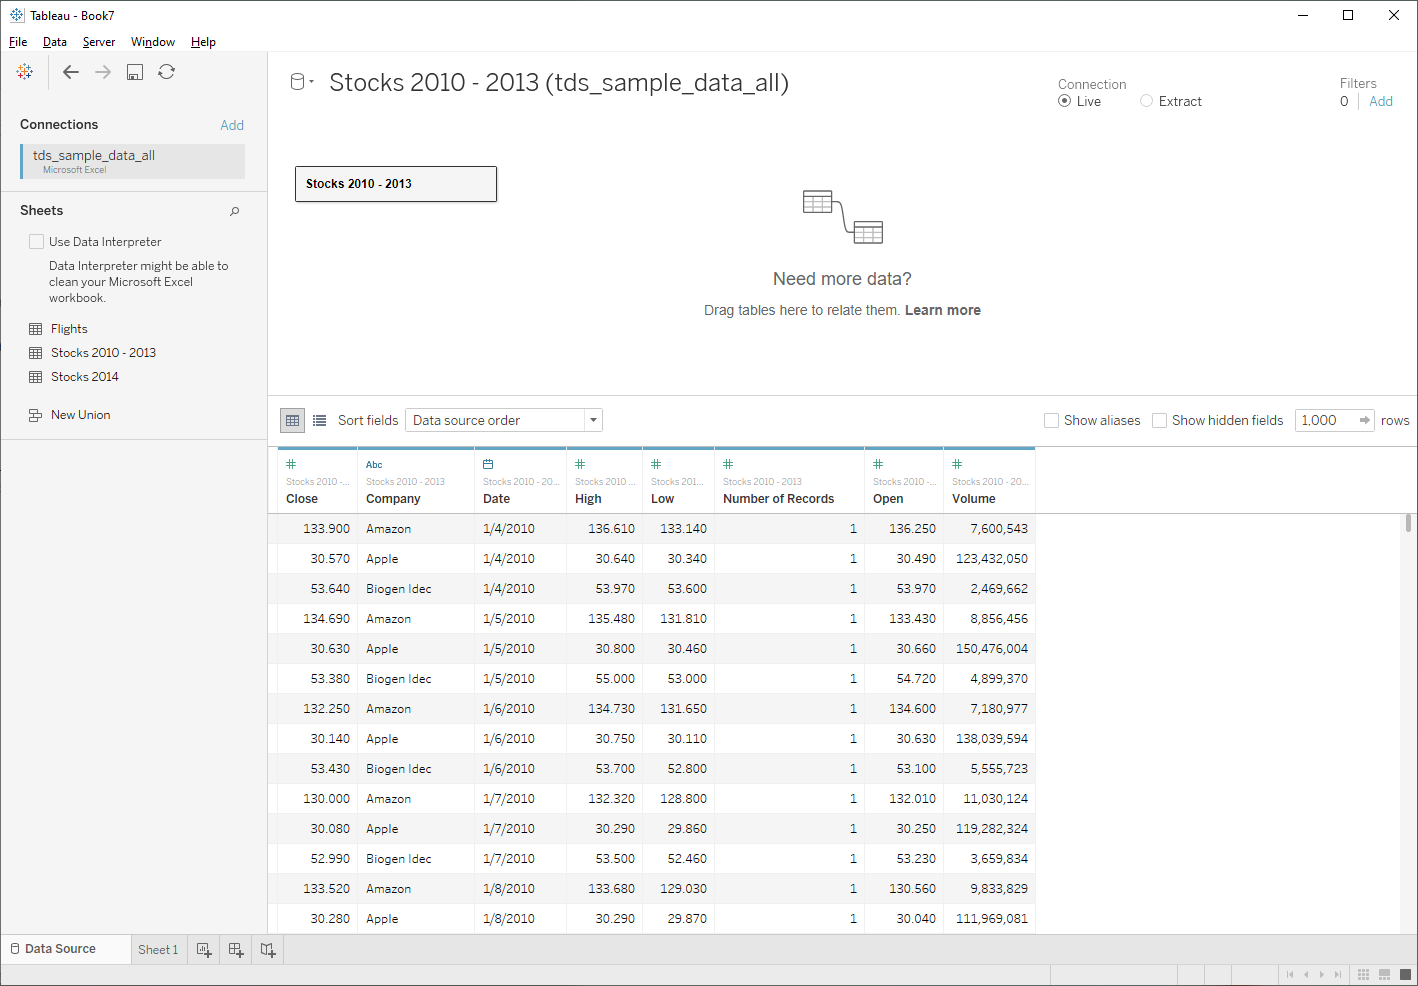 Tableau - Book7
File Data Server Window Help
Connections Add
tds_sample_data_all
Microsoft Excel
Sheets
Use Data Interpreter
Data Interpreter might be able to
clean your Microsoft Excel
workbook.
Flights
Stocks 2010 - 2013
Stocks 2014
New Union
Stocks 2010 - 2013 (tds_sample_data_all)
Connection
Live Extract
Filters
0 Add
Stocks 2010 - 2013
Need more data?
Drag tables here to relate them. Learn more
Sort fields Data source order Show aliases Show hidden fields 1,000 rows
Abc
Stocks 2010 -... Stocks 2010 - 2013 Stocks 2010 - 20... Stocks 2010 ... Stocks 201... Stocks 2010 - 2013 Stocks 2010 -... Stocks 2010 - 20...
Close Company Date High Low Number of Records Open Volume
133.900 Amazon 1/4/2010 136.610 133.140 1 136.250 7,600,543
30.570 Apple 1/4/2010 30.640 30.340 1 30.490 123,432,050
53.640 Biogen Idec 1/4/2010 53.970 53.600 1 53.970 2,469,662
134.690 Amazon 1/5/2010 135.480 131.810 1 133.430 8,856,456
30.630 Apple 1/5/2010 30.800 30.460 1 30.660 150,476,004
53.380 Biogen Idec 1/5/2010 55.000 53.000 1 54.720 4,899,370
132.250 Amazon 1/6/2010 134.730 131.650 1 134.600 7,180,977
30.140 Apple 1/6/2010 30.750 30.110 1 30.630 138,039,594
53.430 Biogen Idec 1/6/2010 53.700 52.800 1 53.100 5,555,723
130.000 Amazon 1/7/2010 132.320 128.800 1 132.010 11,030,124
30.080 Apple 1/7/2010 30.290 29.860 1 30.250 119,282,324
52.990 Biogen Idec 1/7/2010 53.500 52.460 1 53.230 3,659,834
133.520 Amazon 1/8/2010 133.680 129.030 1 130.560 9,833,829
30.280 Apple 1/8/2010 30.290 29.870 1 30.040 111,969,081
Data Source Sheet 1